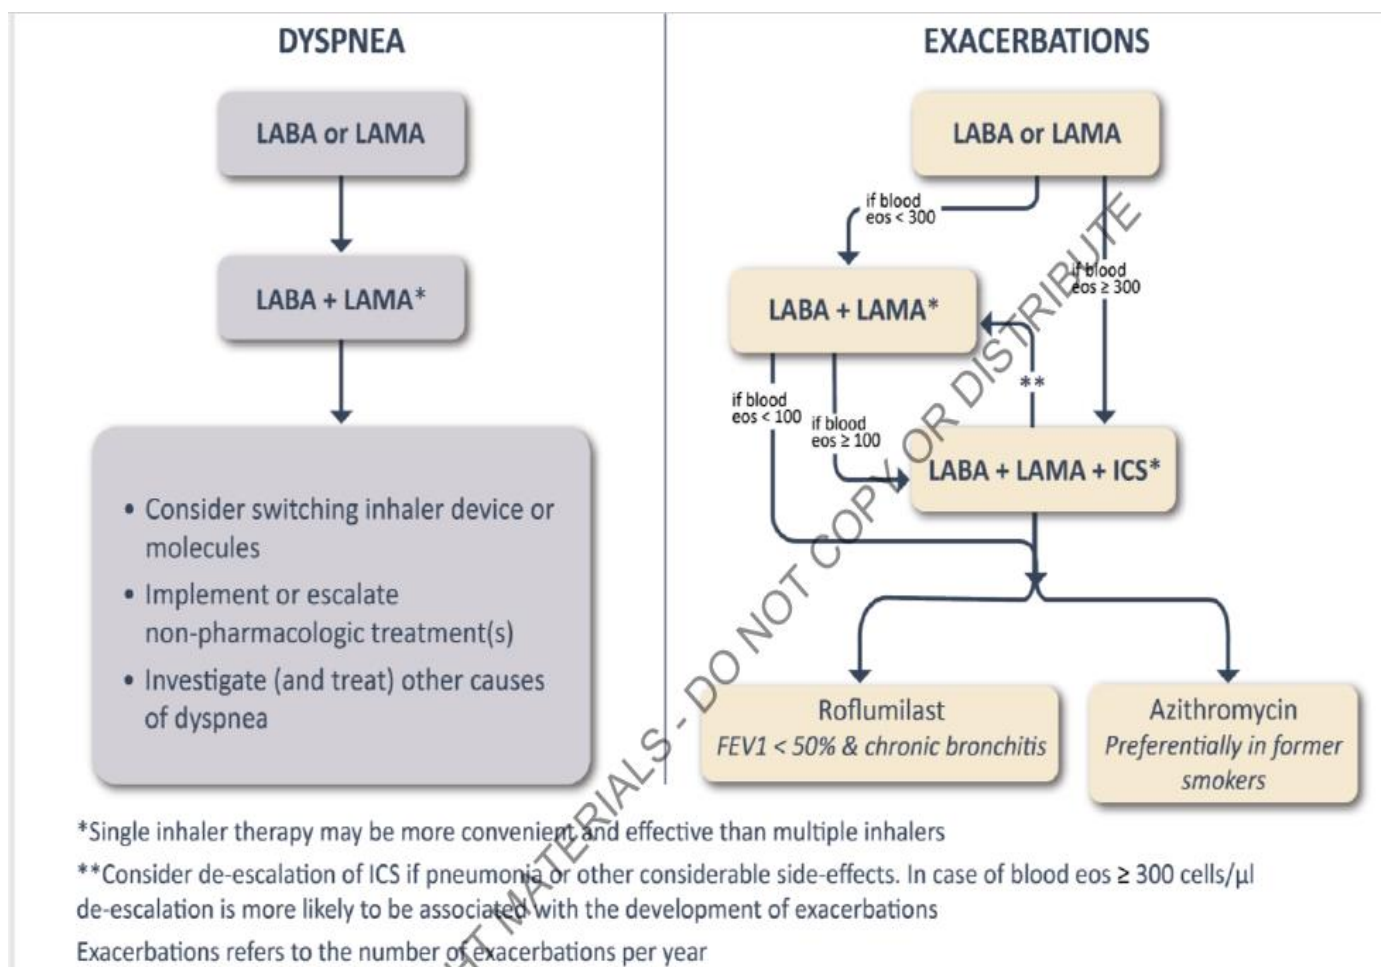 DYSPNEA
LABA or LAMA
LABA + LAMA*
• Consider switching inhaler device or
molecules
• Implement or escalate
non-pharmacologic treatment(s)
• Investigate (and treat) other causes
of dyspnea
EXACERBATIONS
LABA or LAMA
if blood
eos < 300
if blood
eos ≥ 300
LABA + LAMA*
**
if blood
eos < 100
if blood
eos ≥ 100
LABA + LAMA + ICS*
Roflumilast
FEV1 < 50% & chronic bronchitis
Azithromycin
Preferentially in former
smokers
*Single inhaler therapy may be more convenient and effective than multiple inhalers
**Consider de-escalation of ICS if pneumonia or other considerable side-effects. In case of blood eos ≥ 300 cells/µl
de-escalation is more likely to be associated with the development of exacerbations
Exacerbations refers to the number of exacerbations per year
MATERIALS - DO NOT COPY OR DISTRIBUTE